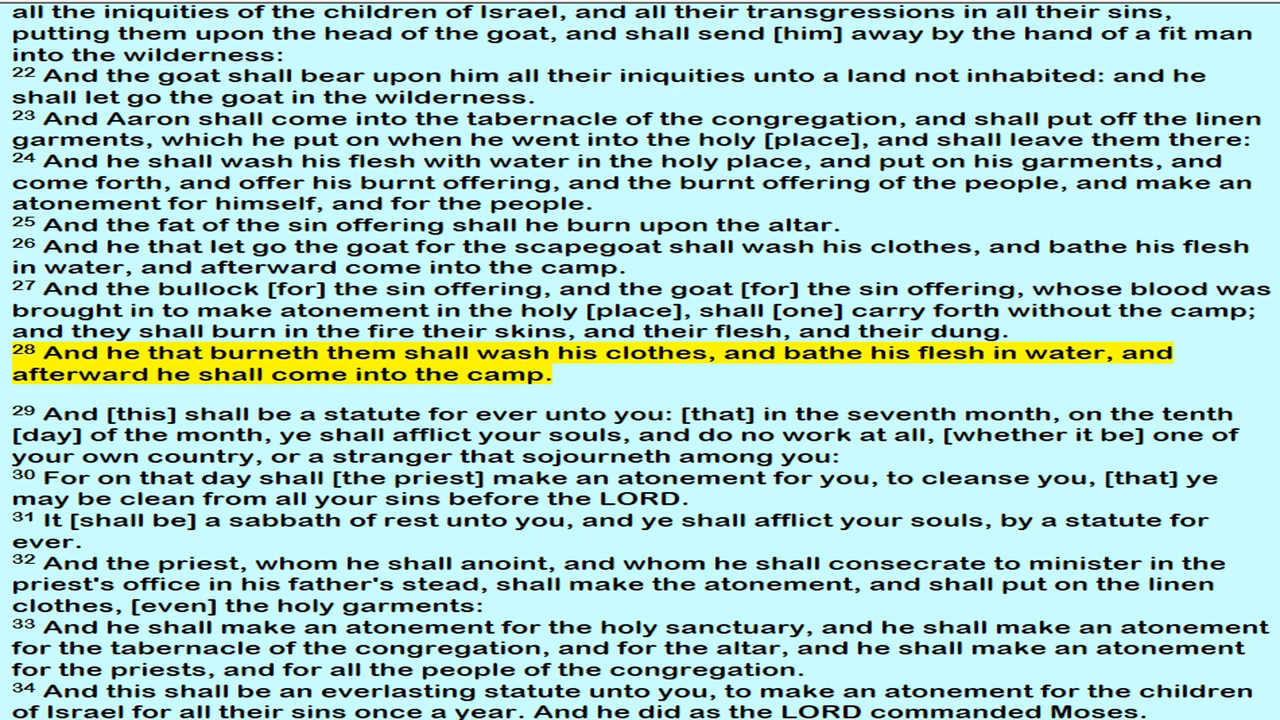 all the iniquities of the children of Israel, and all their transgressions in all their sins,
putting them upon the head of the goat, and shall send [him] away by the hand of a fit man
into the wilderness:
22 And the goat shall bear upon him all their iniquities unto a land not inhabited: and he
shall let go the goat in the wilderness.
23 And Aaron shall come into the tabernacle of the congregation, and shall put off the linen
garments, which he put on when he went into the holy [place], and shall leave them there:
24 And he shall wash his flesh with water in the holy place, and put on his garments, and
come forth, and offer his burnt offering, and the burnt offering of the people, and make an
atonement for himself, and for the people.
25 And the fat of the sin offering shall he burn upon the altar.
26 And he that let go the goat for the scapegoat shall wash his clothes, and bathe his flesh
in water, and afterward come into the camp.
27 And the bullock [for] the sin offering, and the goat [for] the sin offering, whose blood was
brought in to make atonement in the holy [place], shall [one] carry forth without the camp;
and they shall burn in the fire their skins, and their flesh, and their dung.
28 And he that burneth them shall wash his clothes, and bathe his flesh in water, and
afterward he shall come into the camp.
29 And [this] shall be a statute for ever unto you: [that] in the seventh month, on the tenth
[day] of the month, ye shall afflict your souls, and do no work at all, [whether it be] one of
your own country, or a stranger that sojourneth among you:
30 For on that day shall [the priest] make an atonement for you, to cleanse you, [that] ye
may be clean from all your sins before the LORD.
31 It [shall be] a sabbath of rest unto you, and ye shall afflict your souls, by a statute for
ever.
32 And the priest, whom he shall anoint, and whom he shall consecrate to minister in the
priest's office in his father's stead, shall make the atonement, and shall put on the linen
clothes, [even] the holy garments:
33 And he shall make an atonement for the holy sanctuary, and he shall make an atonement
for the tabernacle of the congregation, and for the altar, and he shall make an atonement
for the priests, and for all the people of the congregation.
34 And this shall be an everlasting statute unto you, to make an atonement for the children
of Israel for all their sins once a year. And he did as the LORD commanded Moses.